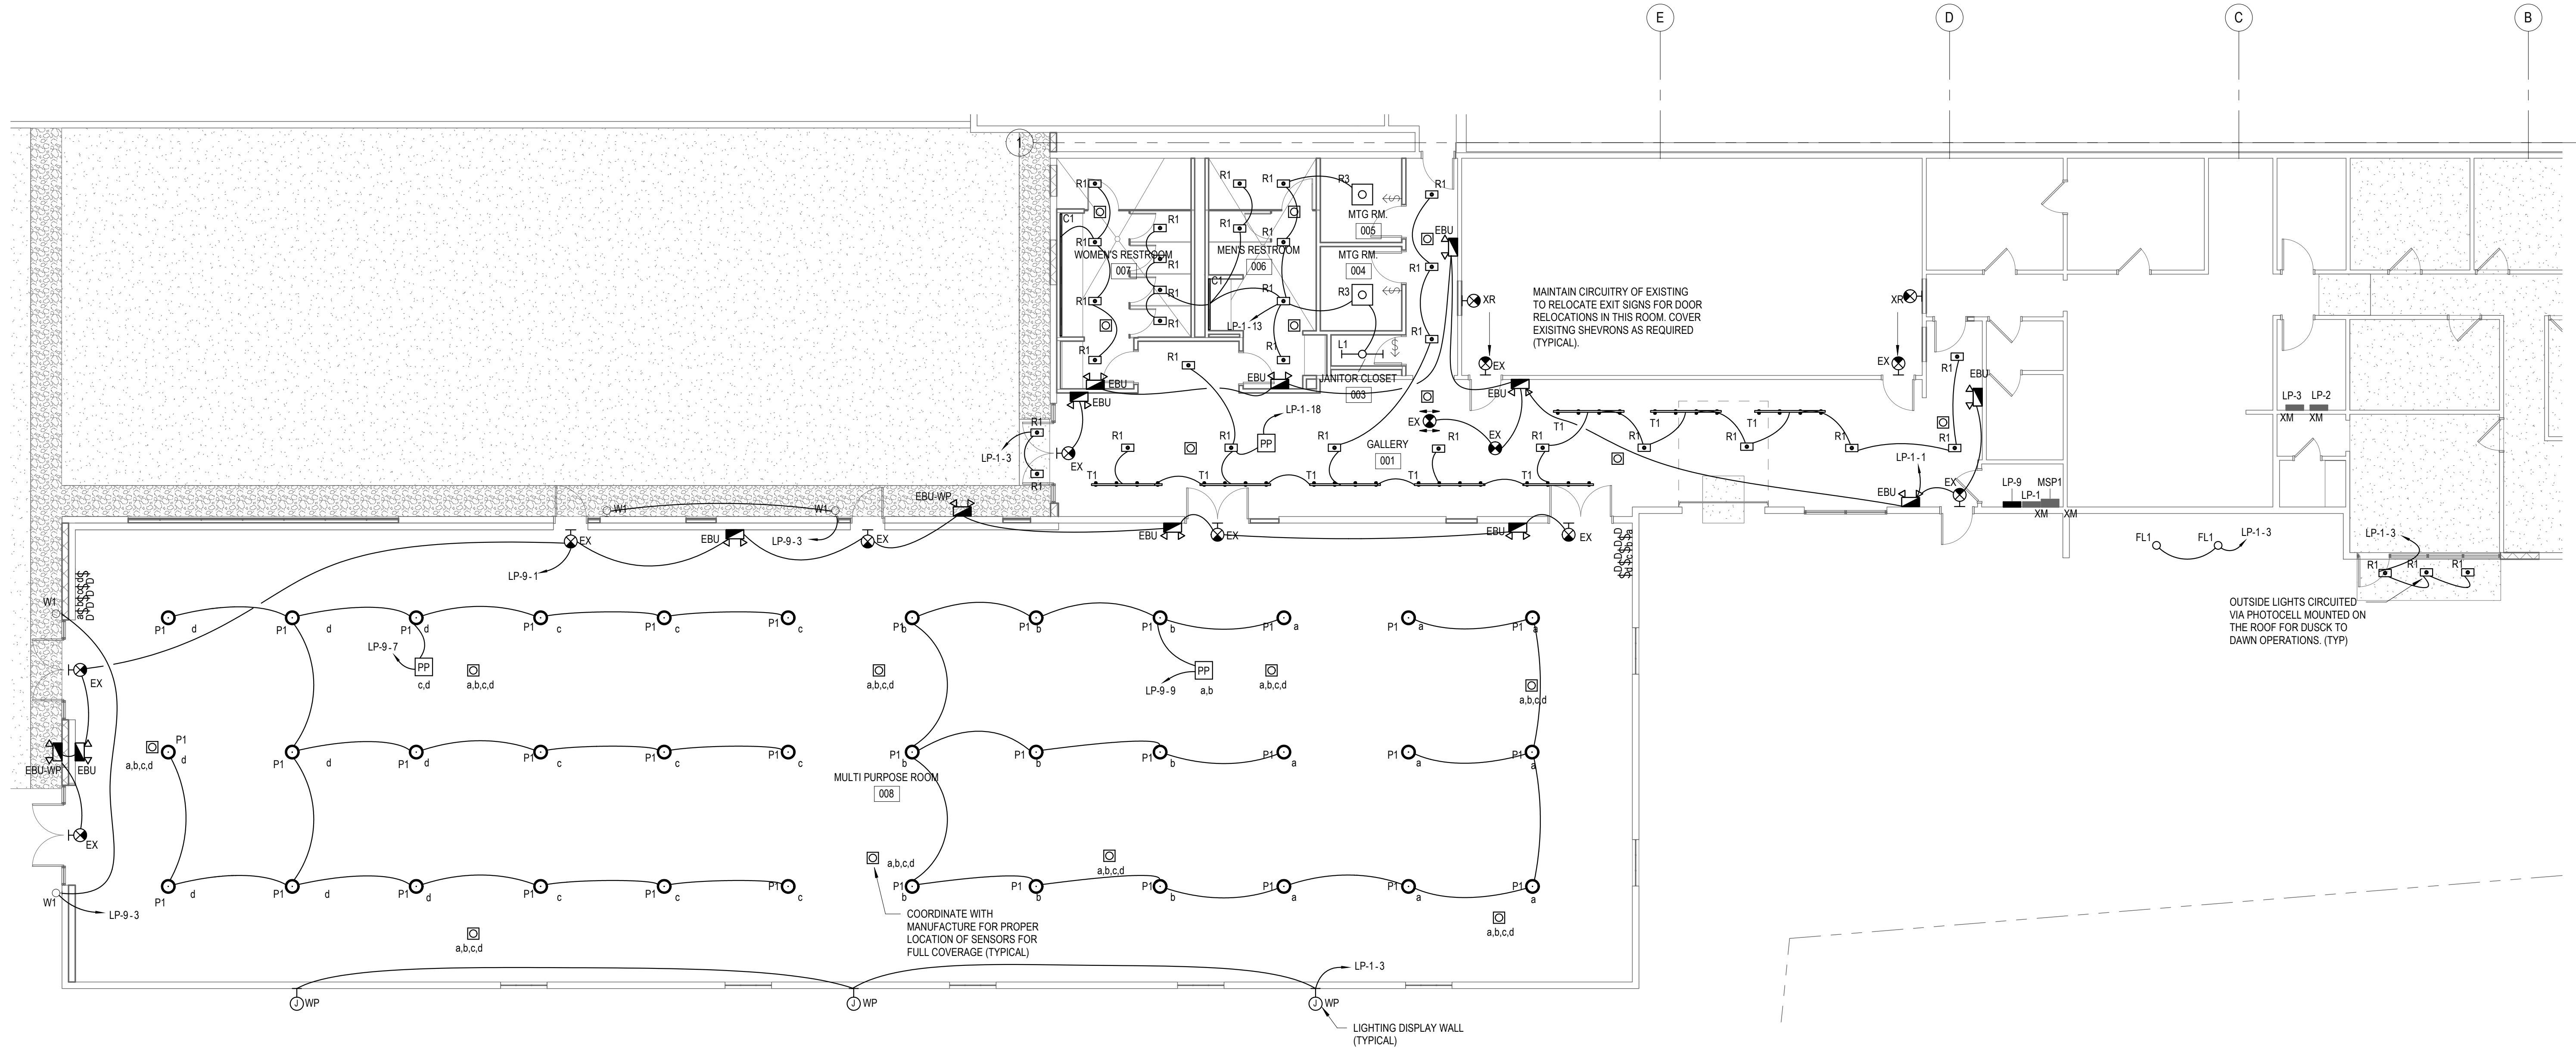 E
D
C
B
1
R1
R1
R1
R3
R1
C1
R1
R1
R1
MTG RM.
005
EBU
R1
WOMEN'S RESTROOM
007
R1
MEN'S RESTROOM
006
MTG RM.
004
R1
R1
R1
C1
R1
R3
R1
LP-1-13
R1
R1
L1
R1
R1
R1
EBU
EBU
EBU
JANITOR CLOSET
003
MAINTAIN CIRCUITRY OF EXISTING
TO RELOCATE EXIT SIGNS FOR DOOR
RELOCATIONS IN THIS ROOM. COVER
EXISITNG SHEVRONS AS REQUIRED
(TYPICAL).
XR
XR
EX
EX
EBU
R1
EBU
LP-3
LP-2
XM
XM
R1
LP-1-3
R1
EX
R1
R1
PP
LP-1-18
R1
EX
GALLERY
001
R1
EX
R1
T1
R1
T1
R1
T1
R1
R1
LP-1-1
T1
T1
T1
T1
T1
EBU
EX
LP-9
LP-1
MSP1
XM
XM
EBU-WP
W1
W1
EX
EBU
LP-9-3
EX
EBU
EX
EBU
EX
LP-9-1
FL1
FL1
LP-1-3
LP-1-3
R1
R1
R1
OUTSIDE LIGHTS CIRCUITED
VIA PHOTOCELL MOUNTED ON
THE ROOF FOR DUSCK TO
DAWN OPERATIONS. (TYP)
W1
P1
d
P1
d
P1
d
P1
c
P1
c
P1
c
P1
b
P1
b
P1
b
P1
a
P1
a
P1
a
LP-9-7
PP
c,d
a,b,c,d
a,b,c,d
LP-9-9
PP
a,b
a,b,c,d
a,b,c,d
EX
EBU-WP
EBU
a,b,c,d
P1
d
P1
d
P1
d
P1
c
P1
c
P1
c
P1
b
P1
b
P1
b
P1
a
P1
a
P1
a
MULTI PURPOSE ROOM
008
EX
a,b,c,d
a,b,c,d
W1
LP-9-3
P1
d
P1
d
P1
d
P1
c
P1
c
P1
c
P1
b
P1
b
P1
b
P1
a
P1
a
P1
a
a,b,c,d
a,b,c,d
COORDINATE WITH
MANUFACTURE FOR PROPER
LOCATION OF SENSORS FOR
FULL COVERAGE (TYPICAL)
LP-1-3
J
WP
J
WP
J
WP
LIGHTING DISPLAY WALL
(TYPICAL)